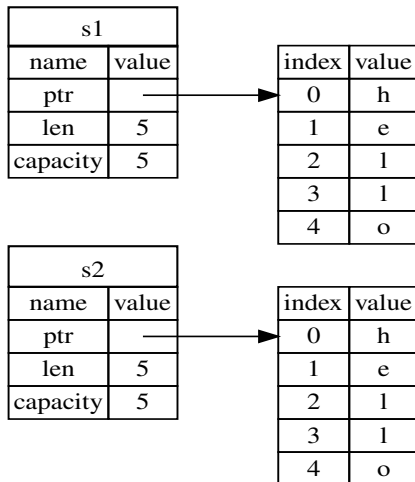 s1
name value
ptr
len 5
capacity 5
index value
0 h
1 e
2 l
3 l
4 o
s2
name value
ptr
len 5
capacity 5
index value
0 h
1 e
2 l
3 l
4 o